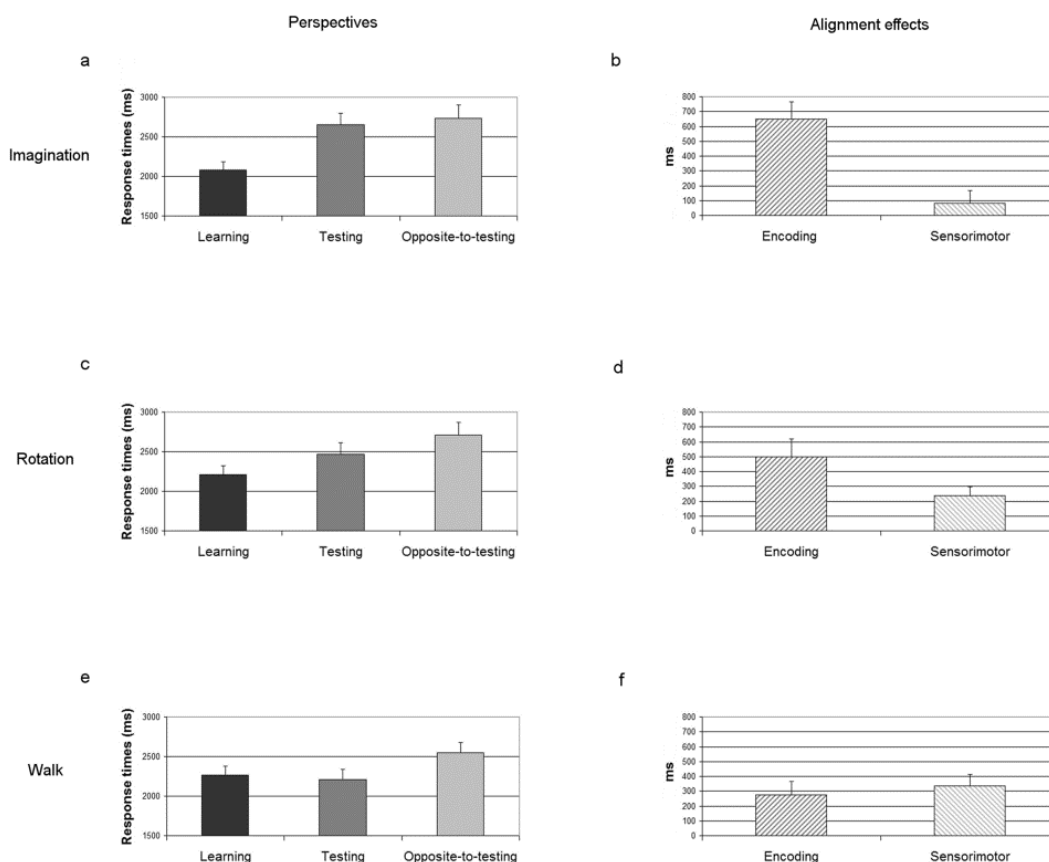 Perspectives
Alignment effects
a
b
Imagination
Response times (ms)
3000
2500
2000
1500
Learning
Testing
Opposite-to-testing
ms
800
700
600
500
400
300
200
100
0
Encoding
Sensorimotor
c
d
Rotation
Response times (ms)
3000
2500
2000
1500
Learning
Testing
Opposite-to-testing
ms
800
700
600
500
400
300
200
100
0
Encoding
Sensorimotor
e
f
Walk
Response times (ms)
3000
2500
2000
1500
Learning
Testing
Opposite-to-testing
ms
800
700
600
500
400
300
200
100
0
Encoding
Sensorimotor